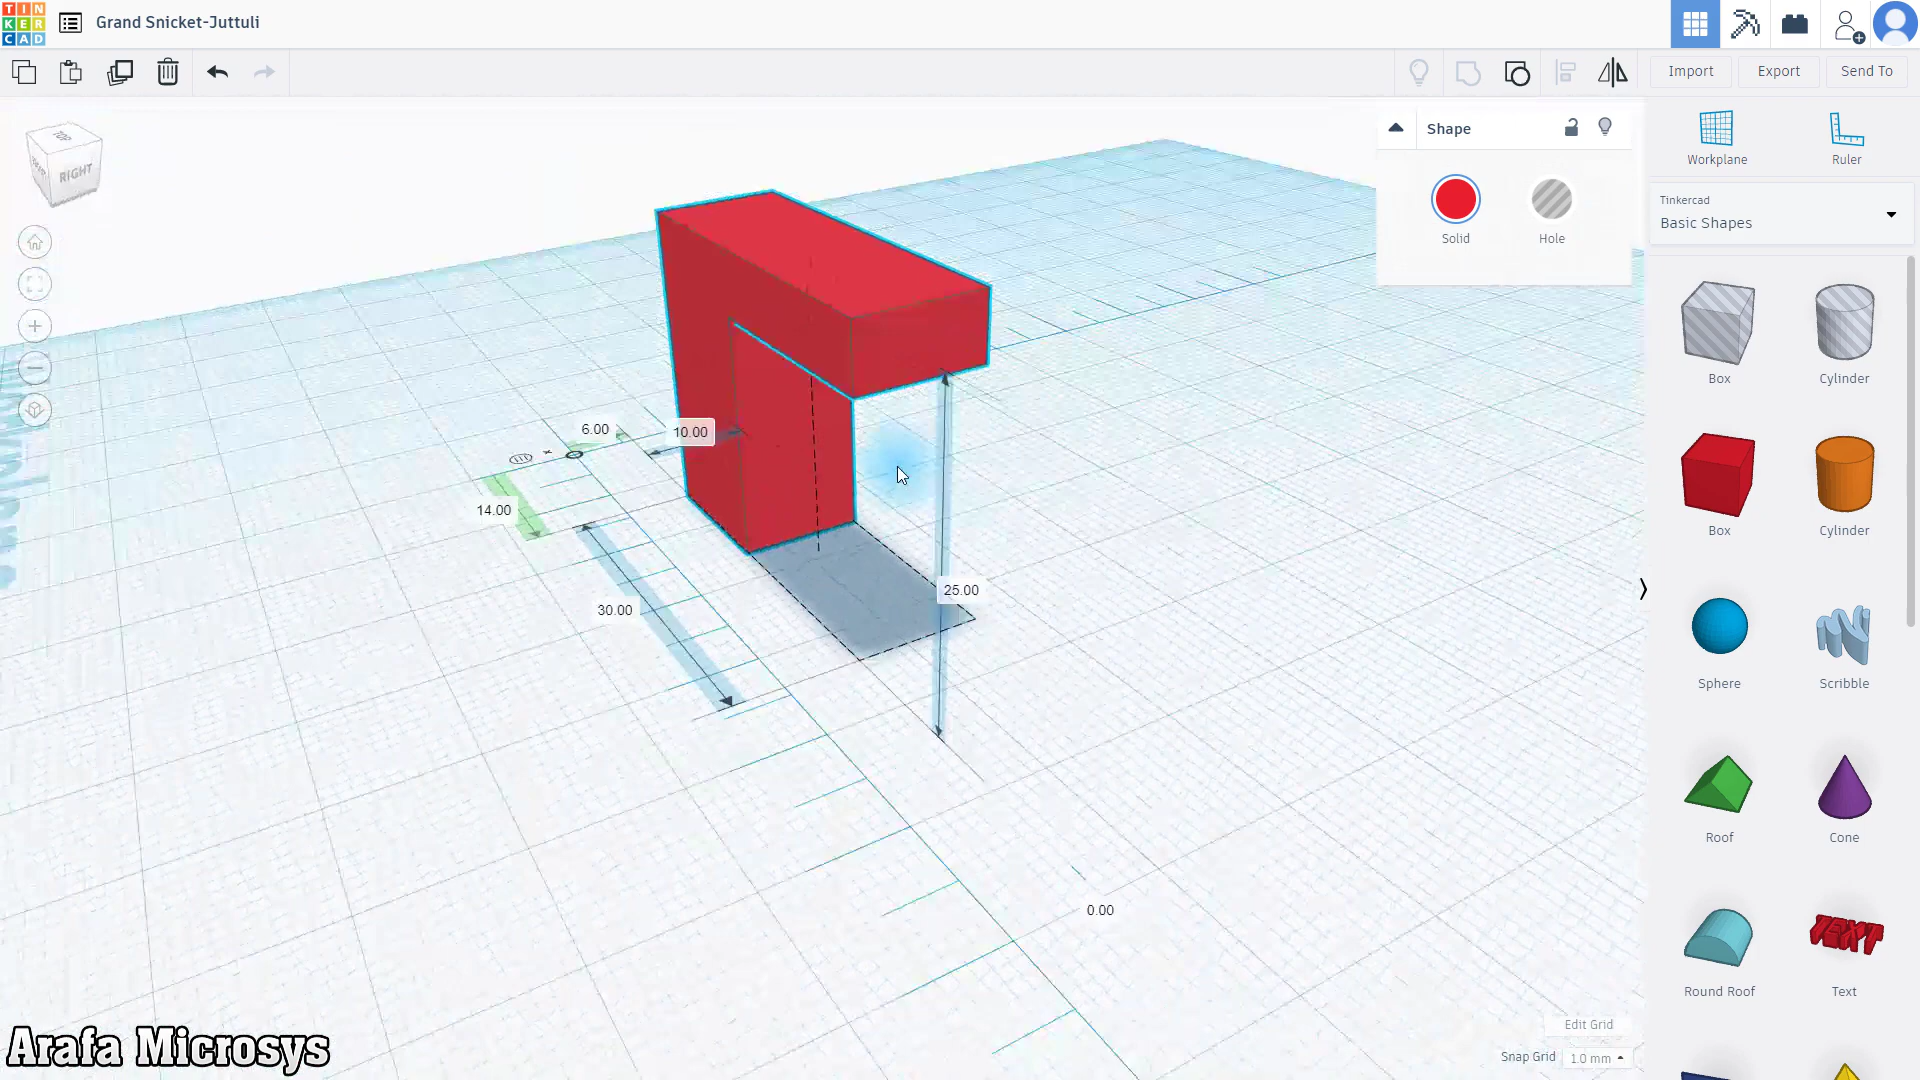 TIN
KER
CAD
Grand Snicket-Juttuli
Import
Export
Send To
TOP
RIGHT
Shape
Solid
Hole
Workplane
Ruler
Tinkercad
Basic Shapes
Box
Cylinder
Box
Cylinder
Sphere
Scribble
Roof
Cone
Round Roof
TEXT
Text
6.00
10.00
14.00
30.00
25.00
0.00
Edit Grid
Snap Grid
1.0 mm
Arafa Microsys